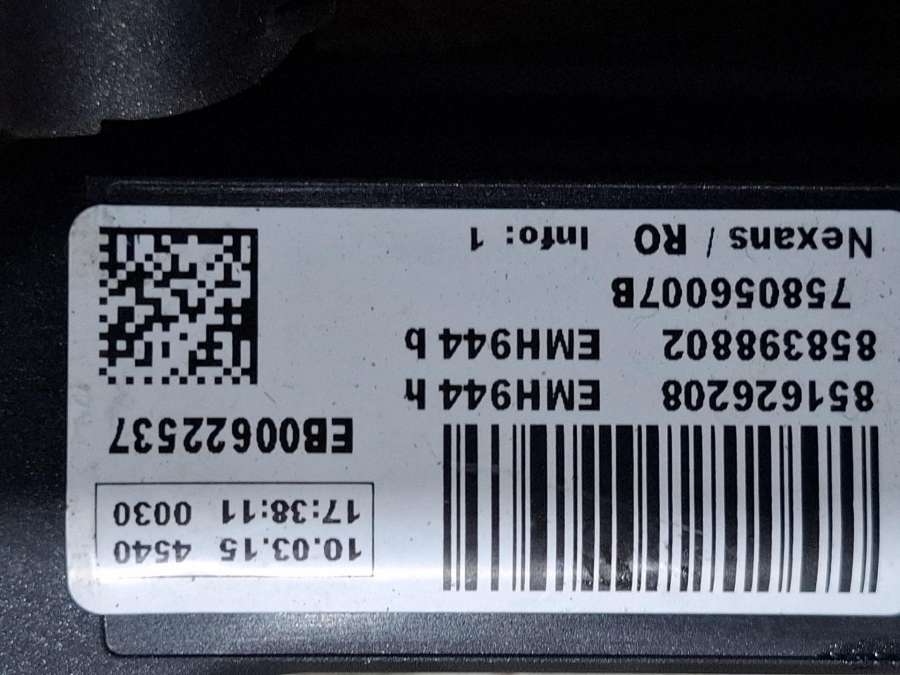 10.03.15 4540
17:38:11 0030
851626208 EMH944 h
EB00622537
858398802 EMH944 b
758056007B
Nexans / RO Info: 1